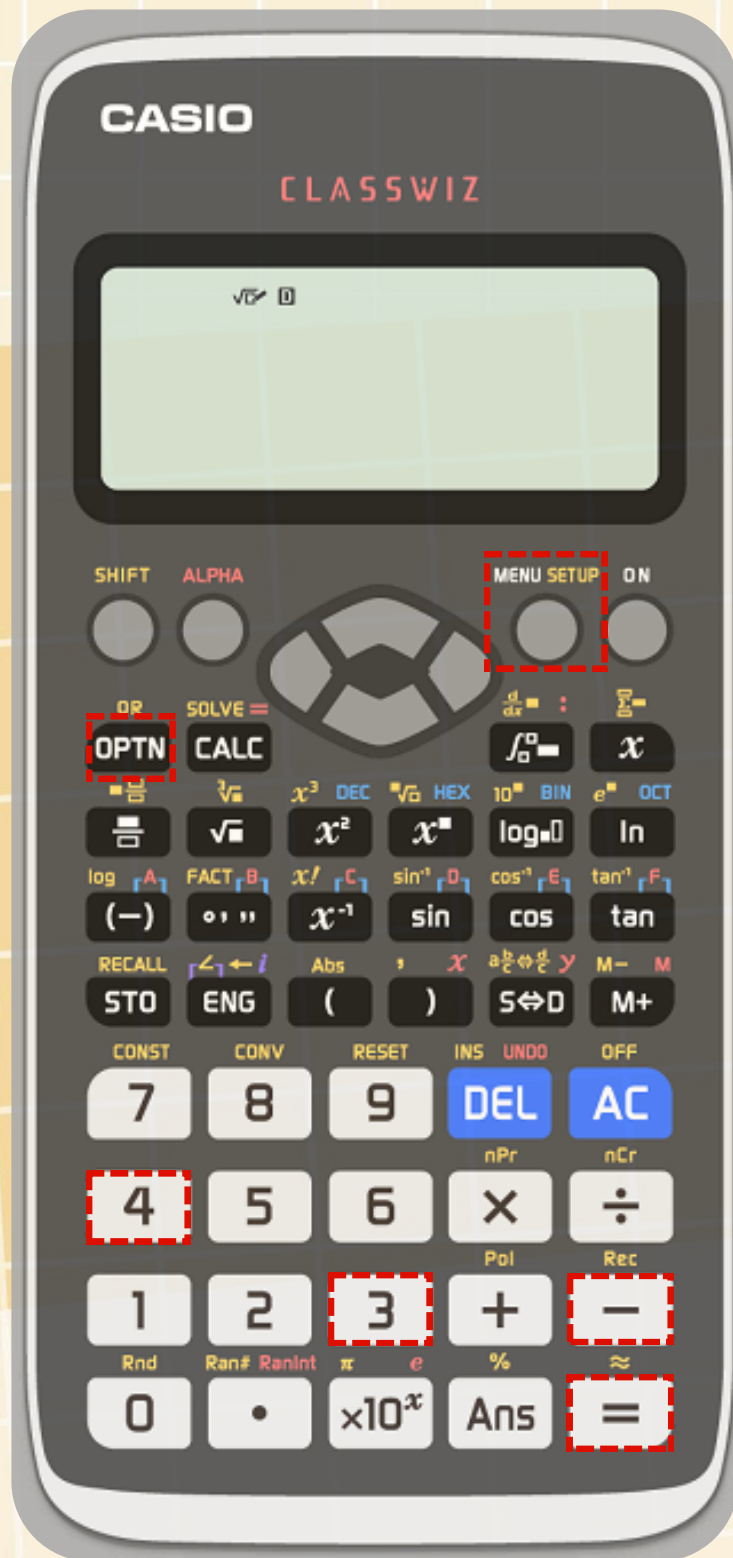 CASIO
CLASSWIZ
√▫⁄ D
SHIFT ALPHA MENU SETUP ON
QR SOLVE = d/dx■ : Σ▫-
OPTN CALC ∫▫- x
■▫/▫ ³√■ x³ DEC ■√▫ HEX 10■ BIN e■ OCT
▫/▫ √■ x² x■ log■▯ ln
log A FACT B x! C sin⁻¹ D cos⁻¹ E tan⁻¹ F
(−) ° ’ ” x⁻¹ sin cos tan
RECALL ∠ ← i Abs , x a b/c⇔d/c y M− M
STO ENG ( ) S⇔D M+
CONST CONV RESET INS UNDO OFF
7 8 9 DEL AC
nPr nCr
4 5 6 × ÷
Pol Rec
1 2 3 + −
Rnd Ran# RanInt π e % ≈
0 • ×10ˣ Ans =